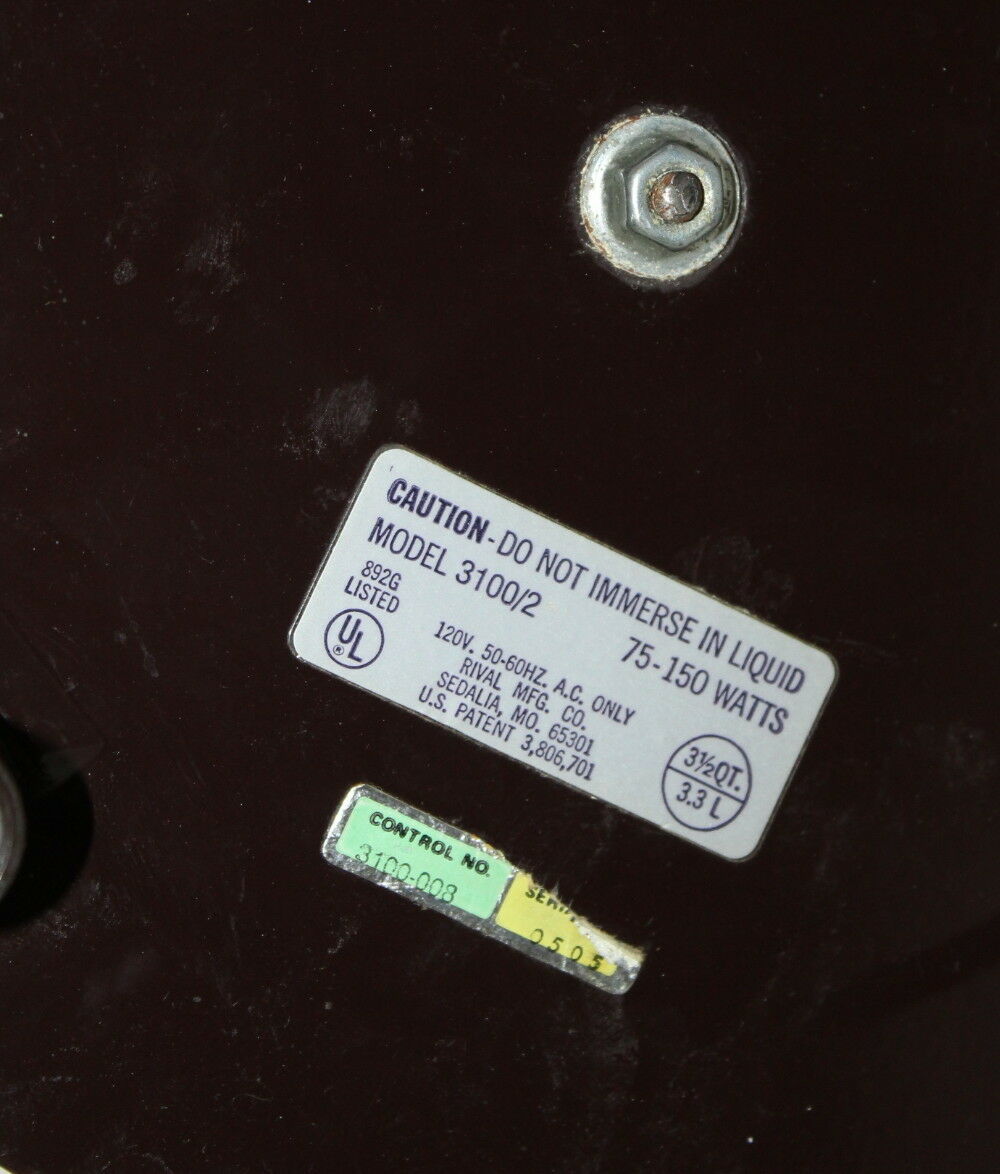 CAUTION - DO NOT IMMERSE IN LIQUID
MODEL 3100/2 75-150 WATTS
892G
LISTED
UL
®
120V. 50-60HZ. A.C. ONLY
RIVAL MFG. CO.
SEDALIA, MO. 65301
U.S. PATENT 3,806,701
3½QT.
3.3 L
CONTROL NO.
3100-008
0505